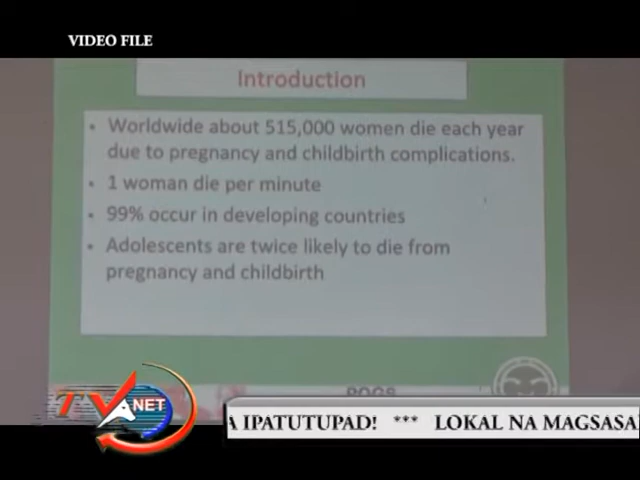 VIDEO FILE
Introduction
• Worldwide about 515,000 women die each year
due to pregnancy and childbirth complications.
• 1 woman die per minute
• 99% occur in developing countries
• Adolescents are twice likely to die from
pregnancy and childbirth
POGS
TV
NET
A IPATUTUPAD! *** LOKAL NA MAGSASA